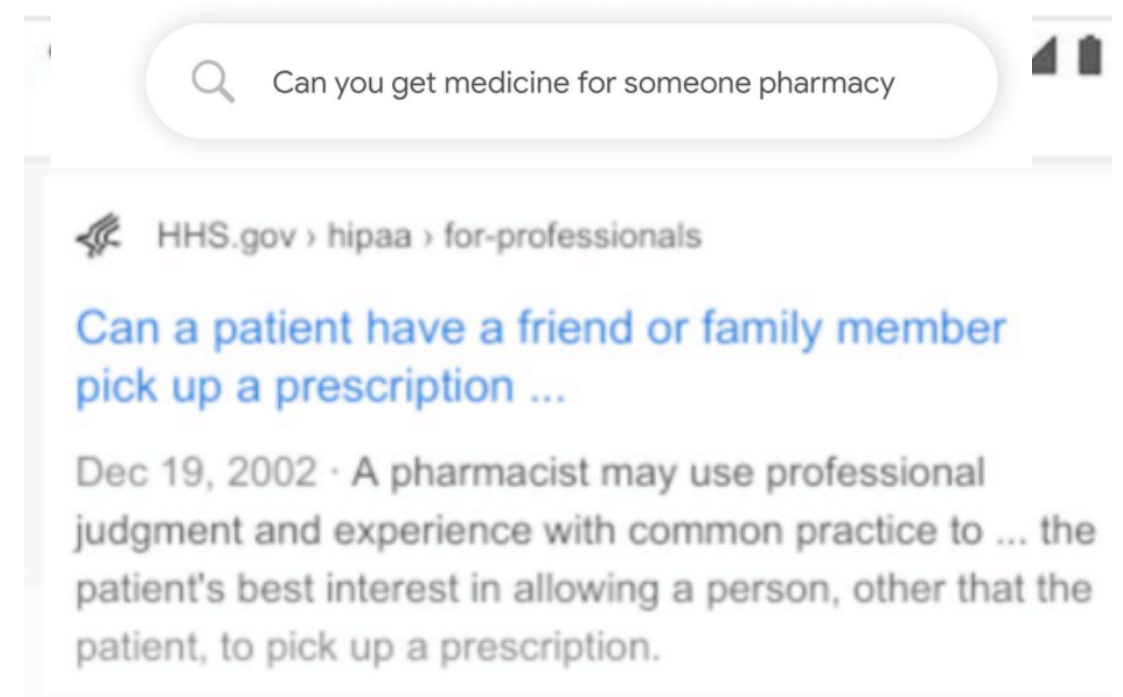 Can you get medicine for someone pharmacy
HHS.gov › hipaa › for-professionals
Can a patient have a friend or family member
pick up a prescription ...
Dec 19, 2002 · A pharmacist may use professional
judgment and experience with common practice to ... the
patient's best interest in allowing a person, other that the
patient, to pick up a prescription.